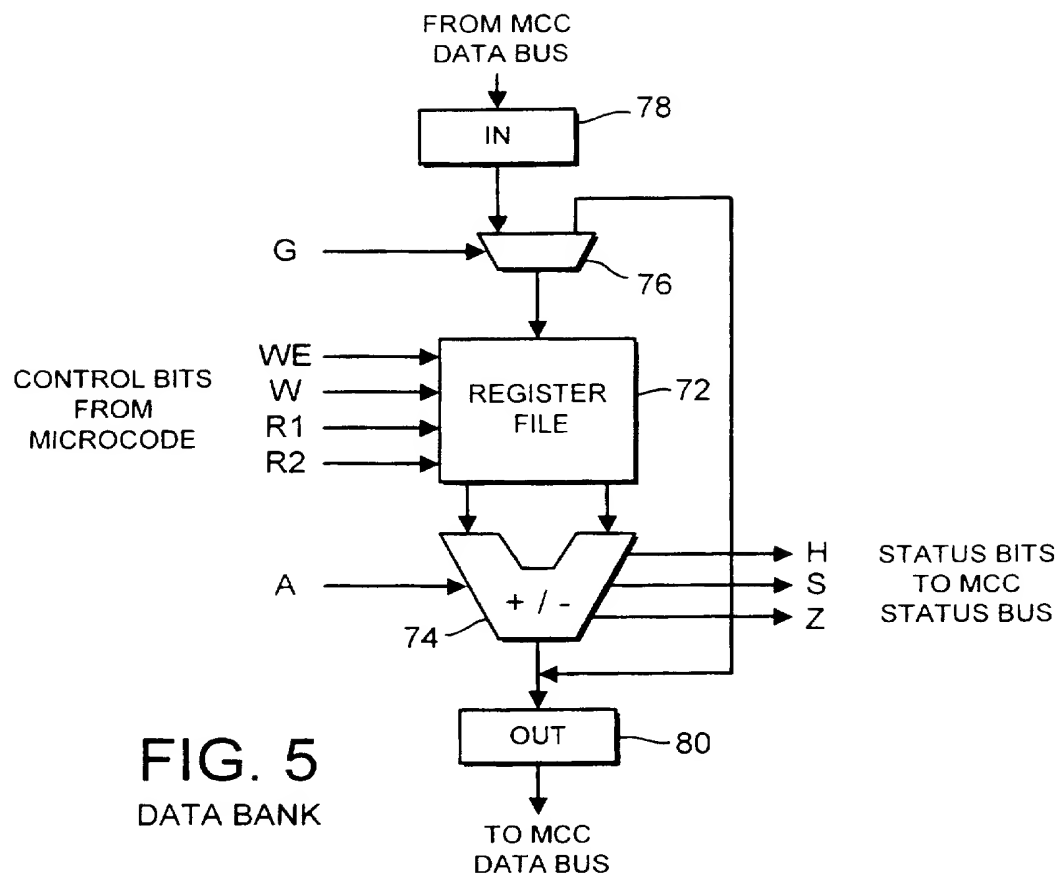 FROM MCC
DATA BUS
IN
78
G
76
CONTROL BITS
FROM
MICROCODE
WE
W
R1
R2
REGISTER
FILE
72
A
+ / -
74
H
S
Z
STATUS BITS
TO MCC
STATUS BUS
OUT
80
FIG. 5
DATA BANK
TO MCC
DATA BUS